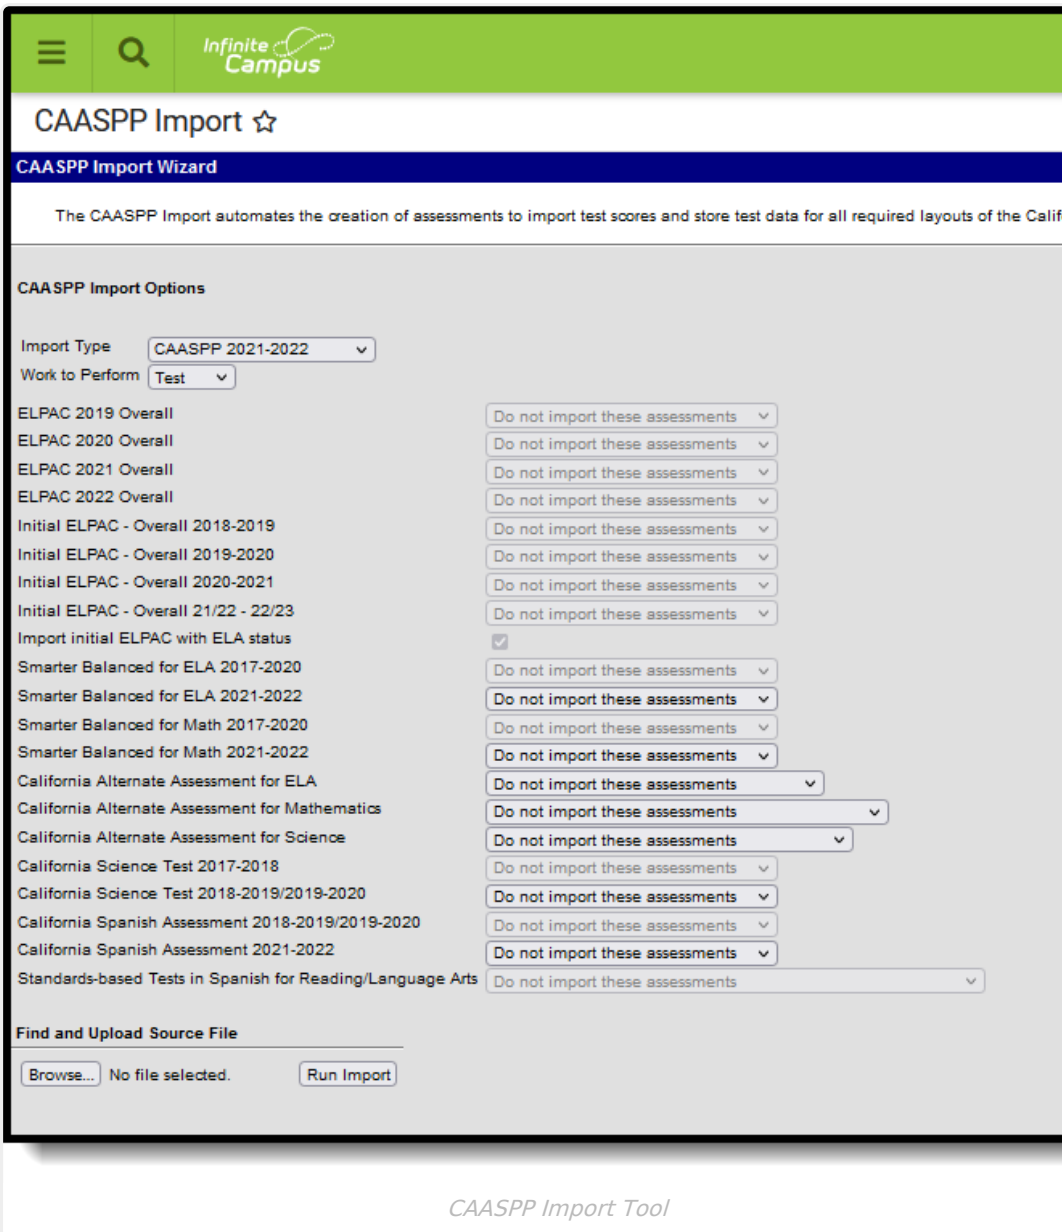 Infinite
Campus
CAASPP Import
CAASPP Import Wizard
The CAASPP Import automates the creation of assessments to import test scores and store test data for all required layouts of the Calif
CAASPP Import Options
Import Type CAASPP 2021-2022
Work to Perform Test
ELPAC 2019 Overall Do not import these assessments
ELPAC 2020 Overall Do not import these assessments
ELPAC 2021 Overall Do not import these assessments
ELPAC 2022 Overall Do not import these assessments
Initial ELPAC - Overall 2018-2019 Do not import these assessments
Initial ELPAC - Overall 2019-2020 Do not import these assessments
Initial ELPAC - Overall 2020-2021 Do not import these assessments
Initial ELPAC - Overall 21/22 - 22/23 Do not import these assessments
Import initial ELPAC with ELA status
Smarter Balanced for ELA 2017-2020 Do not import these assessments
Smarter Balanced for ELA 2021-2022 Do not import these assessments
Smarter Balanced for Math 2017-2020 Do not import these assessments
Smarter Balanced for Math 2021-2022 Do not import these assessments
California Alternate Assessment for ELA Do not import these assessments
California Alternate Assessment for Mathematics Do not import these assessments
California Alternate Assessment for Science Do not import these assessments
California Science Test 2017-2018 Do not import these assessments
California Science Test 2018-2019/2019-2020 Do not import these assessments
California Spanish Assessment 2018-2019/2019-2020 Do not import these assessments
California Spanish Assessment 2021-2022 Do not import these assessments
Standards-based Tests in Spanish for Reading/Language Arts Do not import these assessments
Find and Upload Source File
Browse... No file selected. Run Import
CAASPP Import Tool